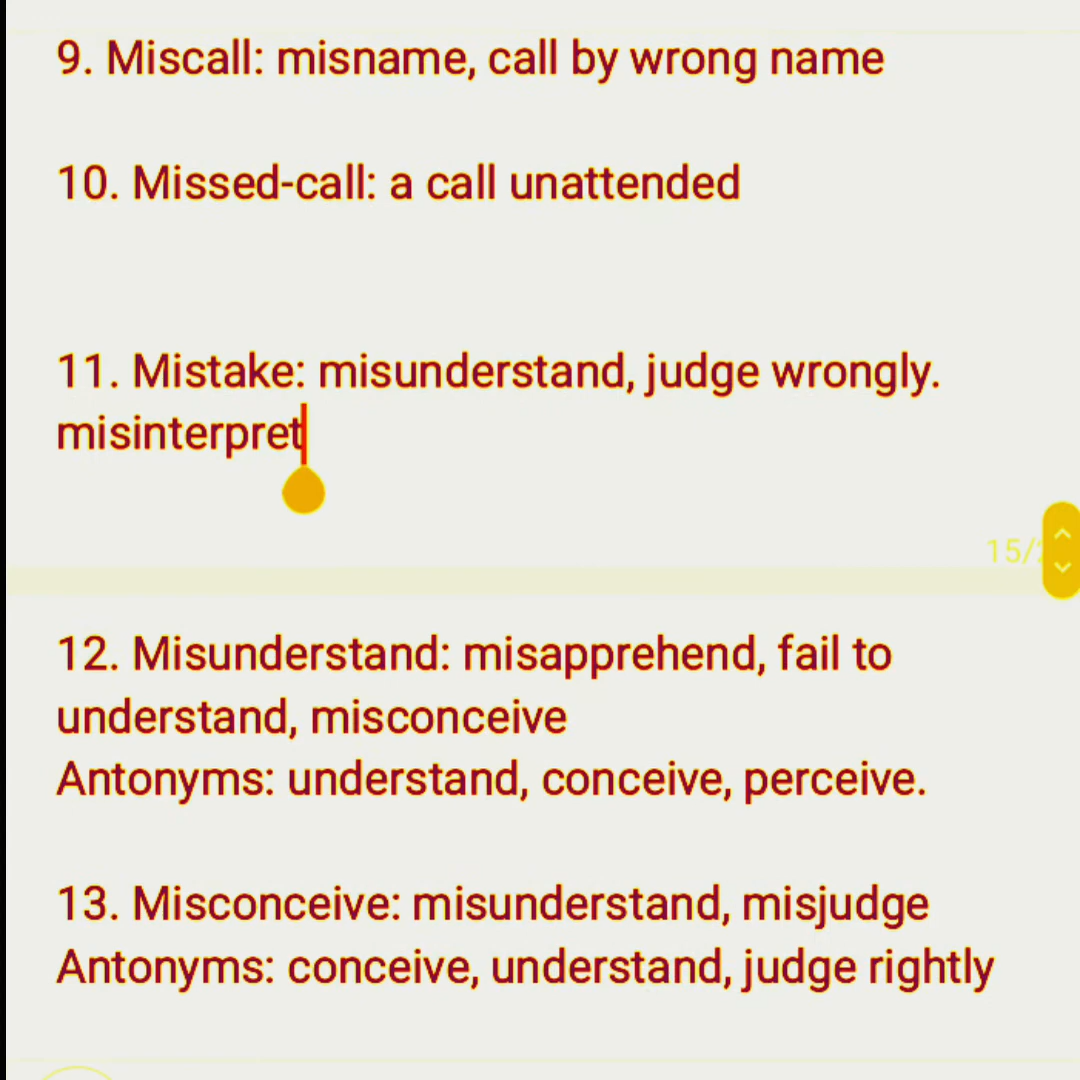 9. Miscall: misname, call by wrong name
10. Missed-call: a call unattended
11. Mistake: misunderstand, judge wrongly.
misinterpret
15/
12. Misunderstand: misapprehend, fail to
understand, misconceive
Antonyms: understand, conceive, perceive.
13. Misconceive: misunderstand, misjudge
Antonyms: conceive, understand, judge rightly